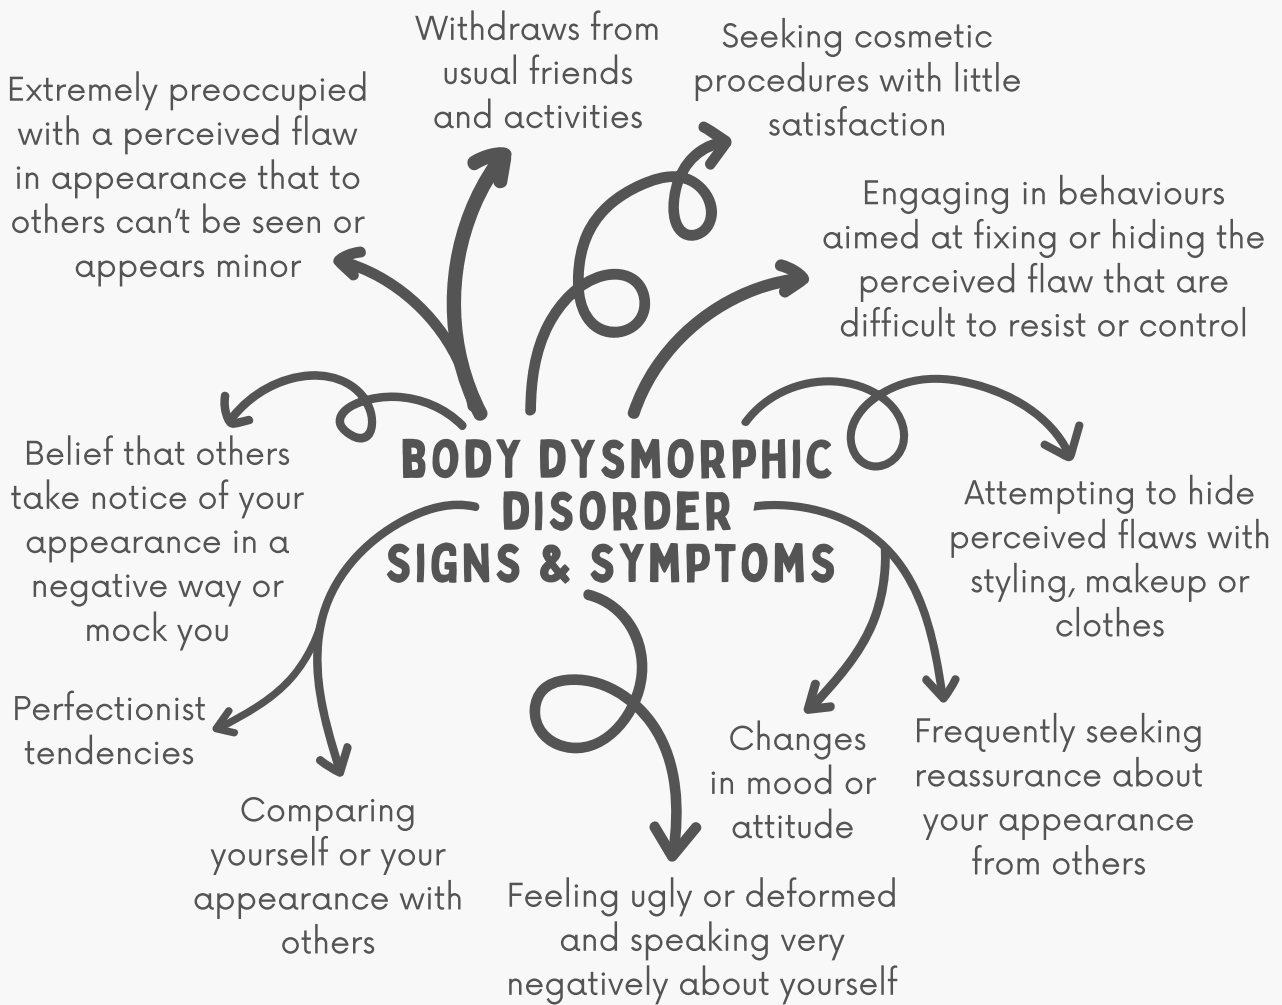 Withdraws from
usual friends
and activities
Seeking cosmetic
procedures with little
satisfaction
Extremely preoccupied
with a perceived flaw
in appearance that to
others can't be seen or
appears minor
Engaging in behaviours
aimed at fixing or hiding the
perceived flaw that are
difficult to resist or control
BODY DYSMORPHIC
DISORDER
SIGNS & SYMPTOMS
Belief that others
take notice of your
appearance in a
negative way or
mock you
Attempting to hide
perceived flaws with
styling, makeup or
clothes
Perfectionist
tendencies
Comparing
yourself or your
appearance with
others
Feeling ugly or deformed
and speaking very
negatively about yourself
Changes
in mood or
attitude
Frequently seeking
reassurance about
your appearance
from others